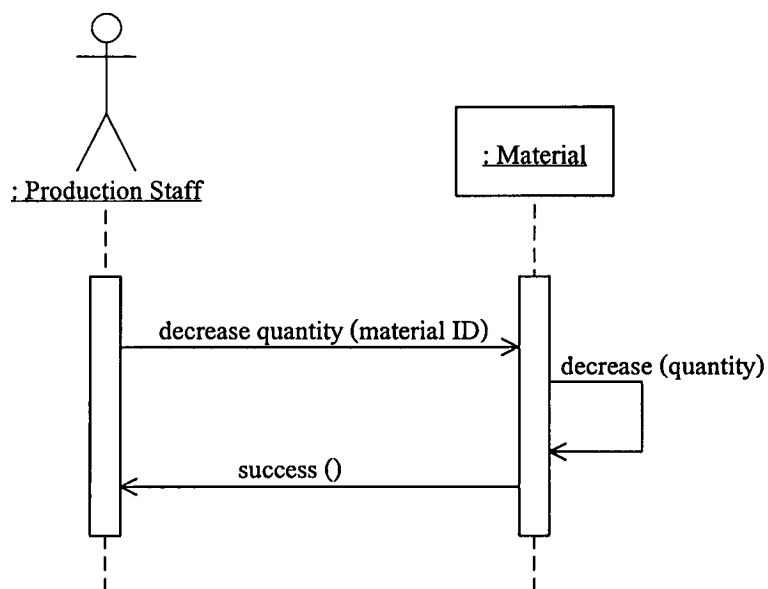 : Material
: Production Staff
decrease quantity (material ID)
decrease (quantity)
success ()